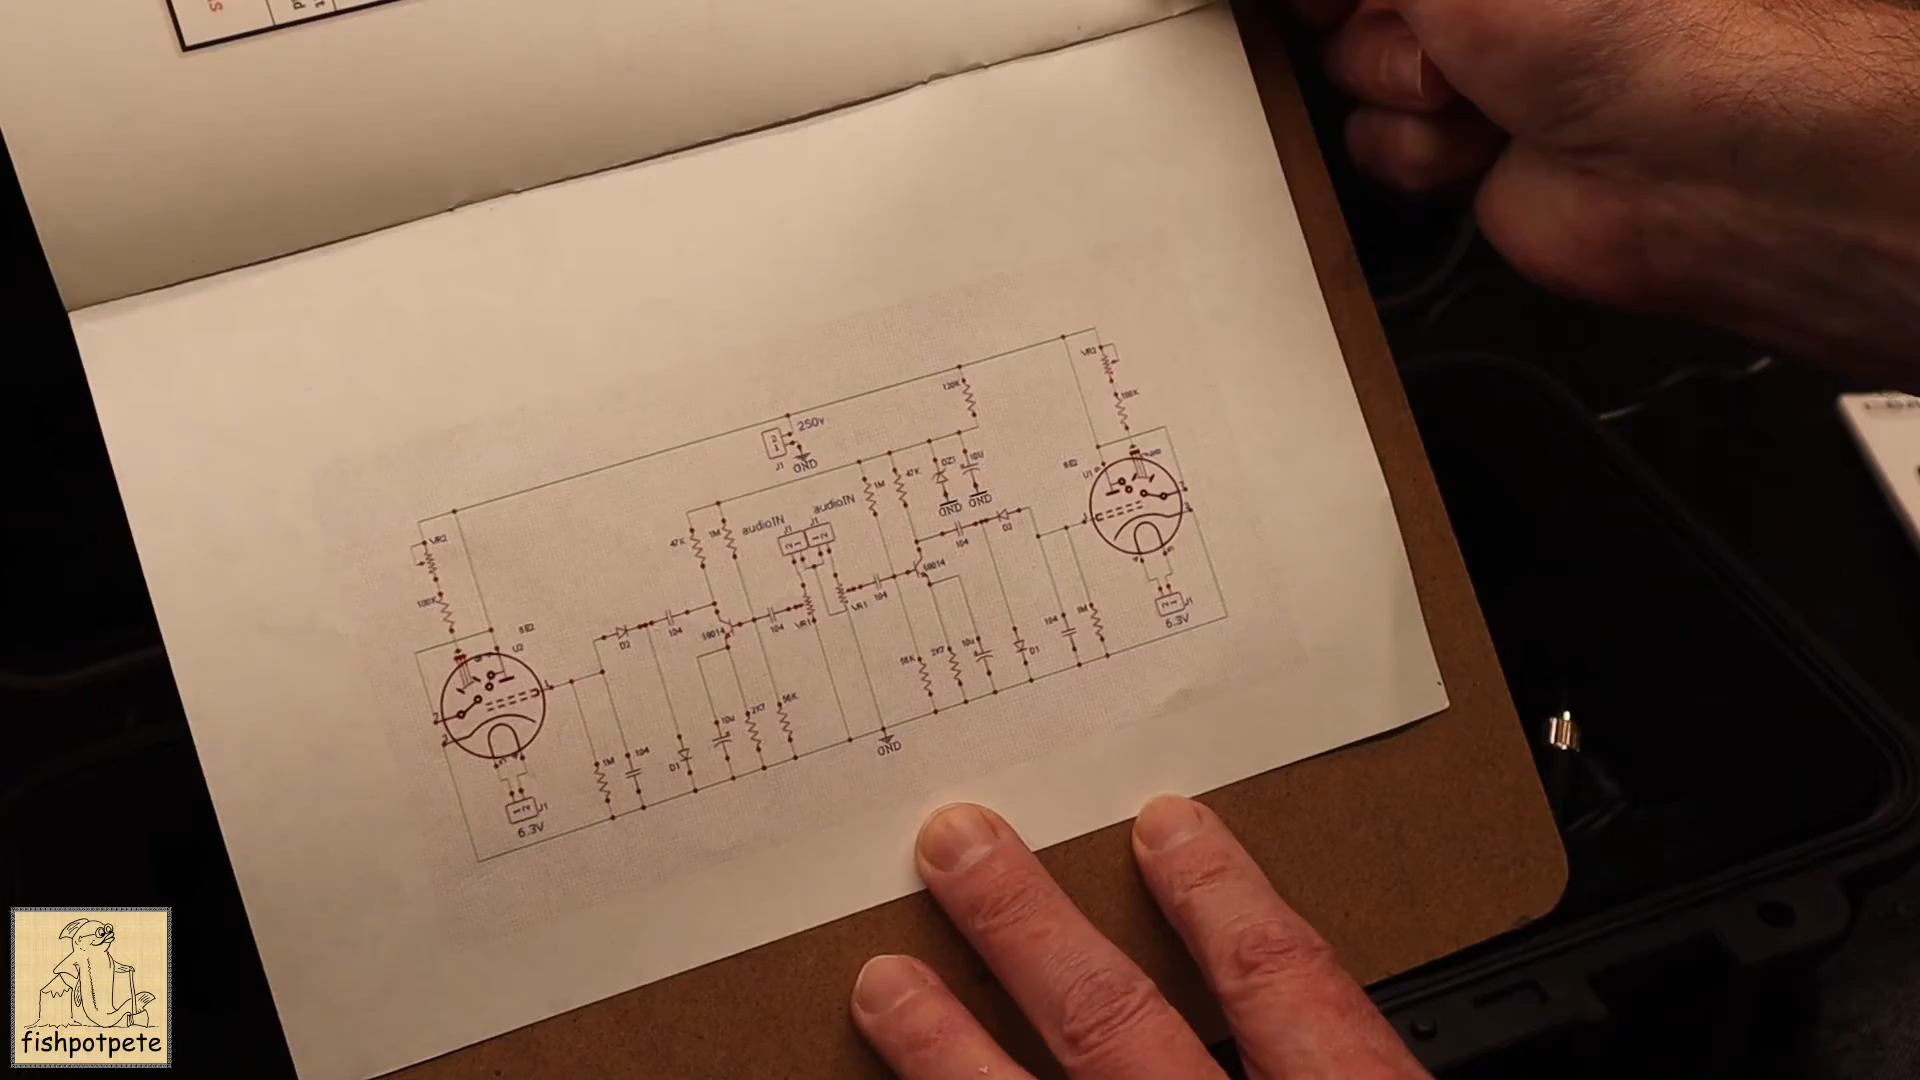 VR2
120K
100K
250v
J1
GND
6E2
U1
1M
47K
DZ1
10U
GND
GND
audioIN
audioIN
J1
J1
47K
1M
104
D2
S9014
VR2
100K
VR1
104
104
VR1
104
S9014
D2
104
1M
J1
6.3V
6E2
U2
56K
2K7
10u
D1
10u
2K7
56K
GND
1M
104
D1
J1
6.3V
fishpotpete